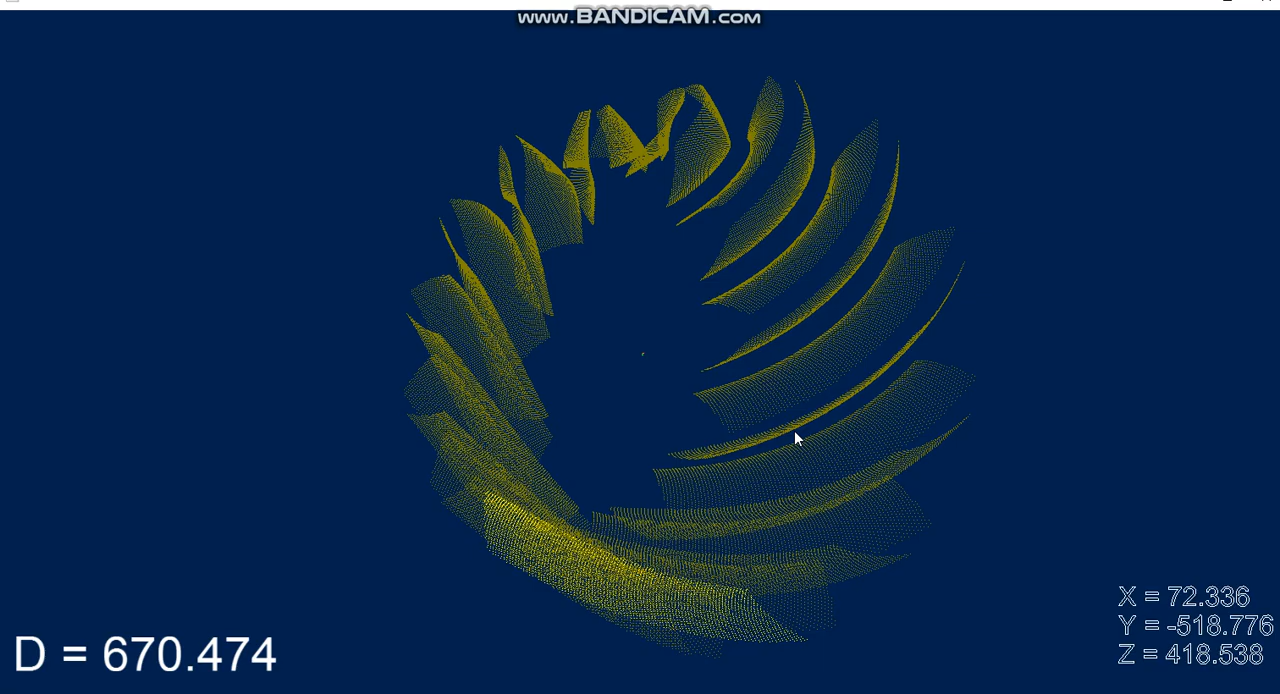 www.BANDICAM.com
D = 670.474
X = 72.336
Y = -518.776
Z = 418.538